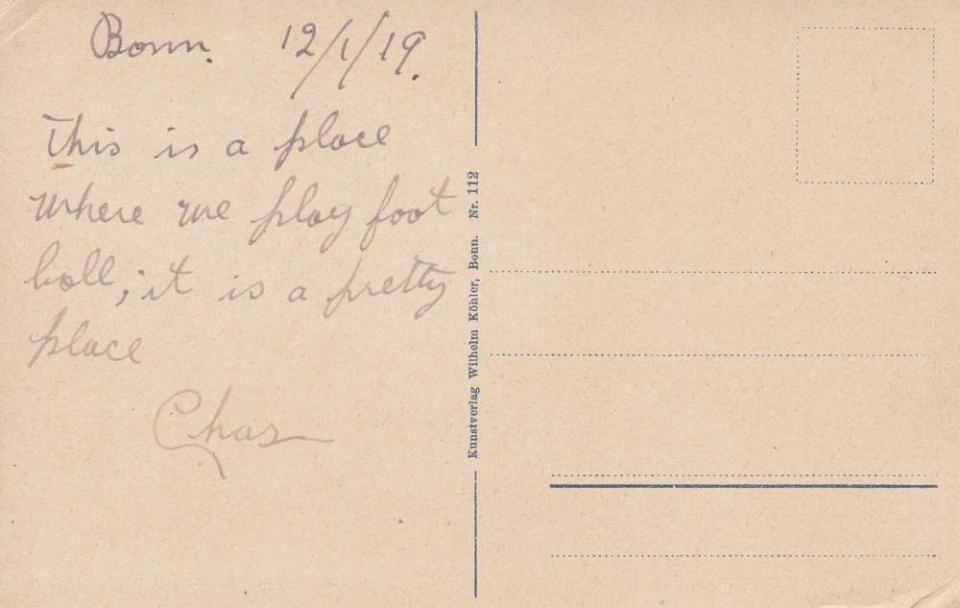 Bonn. 12/1/19.
This is a place
where we play foot
ball; it is a pretty
place
Chas
Kunstverlag Wilhelm Köhler, Bonn. Nr. 112